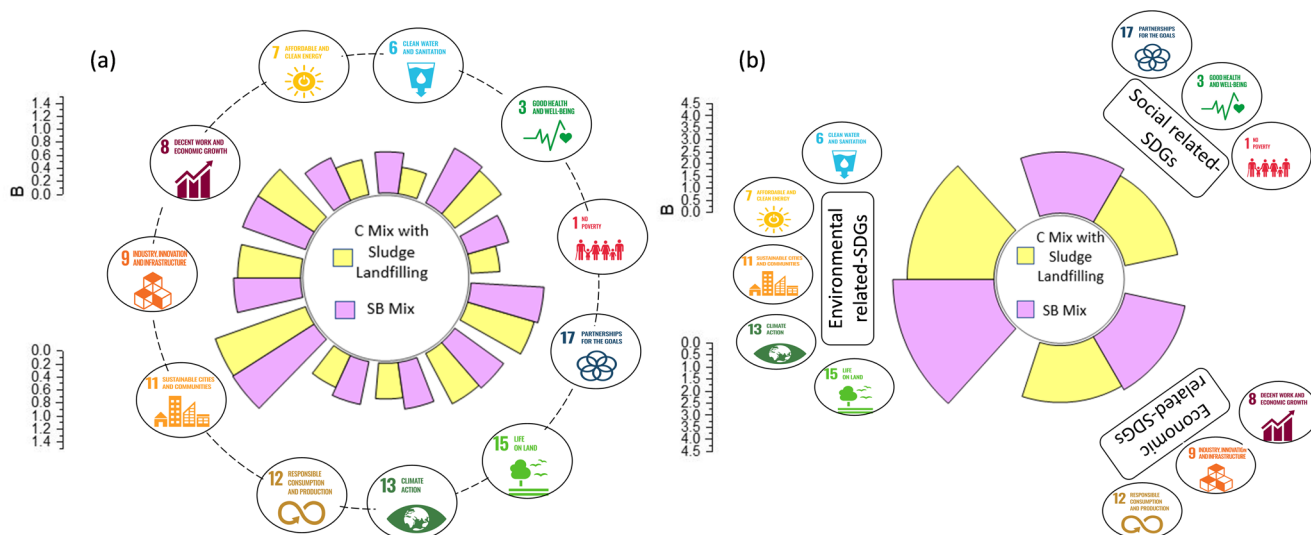 (a)
B
1.4
1.3
1.0
0.8
0.6
0.4
0.2
0.0
0.0
0.2
0.4
0.6
0.8
0.9
1.0
1.2
1.4
7 AFFORDABLE AND
CLEAN ENERGY
6 CLEAN WATER
AND SANITATION
3 GOOD HEALTH
AND WELL-BEING
1 NO
POVERTY
17 PARTNERSHIPS
FOR THE GOALS
15 LIFE
ON LAND
13 CLIMATE
ACTION
12 RESPONSIBLE
CONSUMPTION
AND PRODUCTION
11 SUSTAINABLE CITIES
AND COMMUNITIES
9 INDUSTRY, INNOVATION
AND INFRASTRUCTURE
8 DECENT WORK AND
ECONOMIC GROWTH
C Mix with
Sludge
Landfilling
SB Mix
(b)
B
4.5
4.0
3.5
3.0
2.5
2.0
1.5
1.0
0.5
0.0
0.0
0.5
1.0
1.5
2.0
2.5
3.0
3.5
4.0
4.5
17 PARTNERSHIPS
FOR THE GOALS
3 GOOD HEALTH
AND WELL-BEING
1 NO
POVERTY
Social related-
SDGs
6 CLEAN WATER
AND SANITATION
7 AFFORDABLE AND
CLEAN ENERGY
11 SUSTAINABLE CITIES
AND COMMUNITIES
13 CLIMATE
ACTION
15 LIFE
ON LAND
Environmental
related-SDGs
C Mix with
Sludge
Landfilling
SB Mix
Economic
related-SDGs
8 DECENT WORK AND
ECONOMIC GROWTH
9 INDUSTRY, INNOVATION
AND INFRASTRUCTURE
12 RESPONSIBLE
CONSUMPTION
AND PRODUCTION